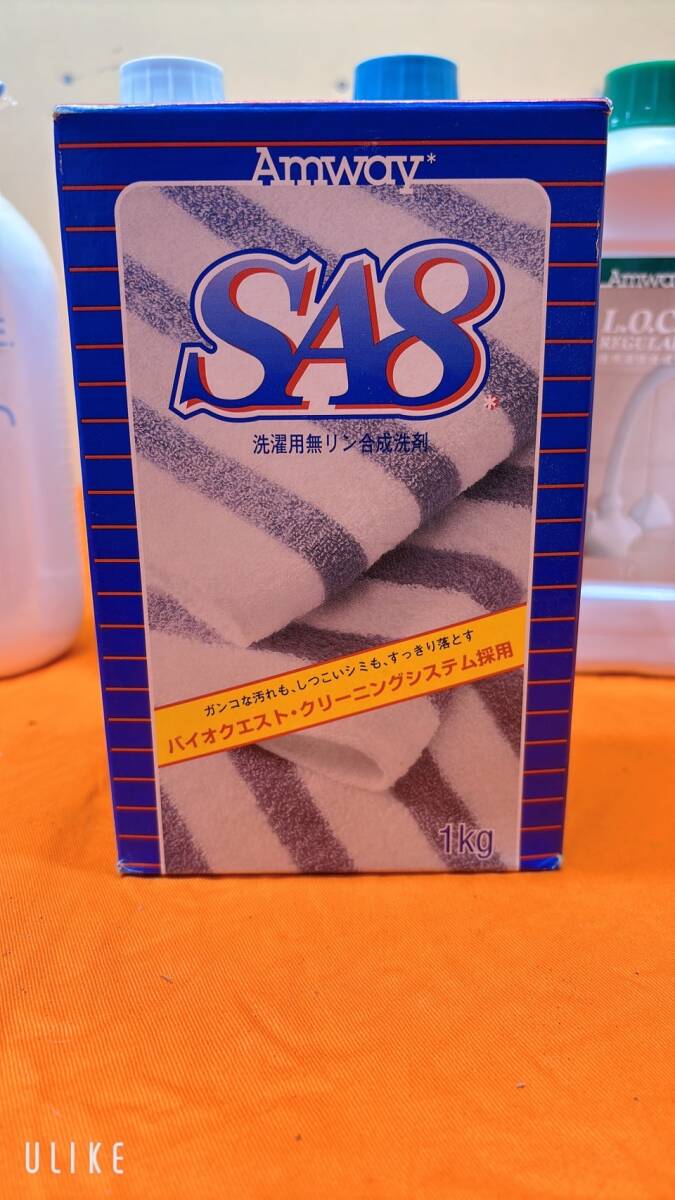 Amway*
SA8*
洗濯用無リン合成洗剤
ガンコな汚れも、しつこいシミも、すっきり落とす
バイオクエスト・クリーニングシステム採用
1kg
Amway
L.O.C
REGULAR
ULIKE